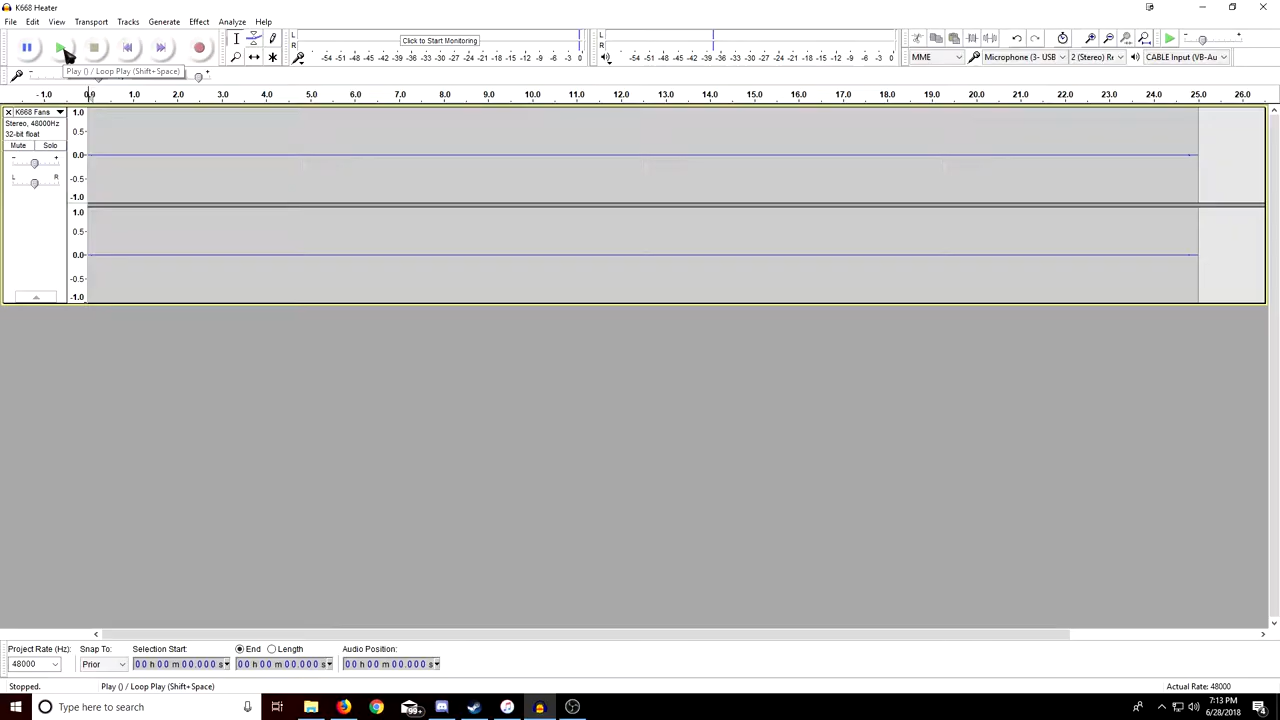 K668 Heater
File Edit View Transport Tracks Generate Effect Analyze Help
L
R
-54 -51 -48 -45 -42 -39 -36 -33 -30 -27 -24 -21 -18 -15 -12 -9 -6 -3 0
Click to Start Monitoring
L
R
-54 -51 -48 -45 -42 -39 -36 -33 -30 -27 -24 -21 -18 -15 -12 -9 -6 -3 0
MME
Microphone (3- USB
2 (Stereo) Re
CABLE Input (VB-Au
Play () / Loop Play (Shift+Space)
-1.0 0.0 1.0 2.0 3.0 4.0 5.0 6.0 7.0 8.0 9.0 10.0 11.0 12.0 13.0 14.0 15.0 16.0 17.0 18.0 19.0 20.0 21.0 22.0 23.0 24.0 25.0 26.0
K668 Fans
Stereo, 48000Hz
32-bit float
Mute Solo
- +
L R
1.0
0.5
0.0
-0.5
-1.0
1.0
0.5
0.0
-0.5
-1.0
Project Rate (Hz): Snap To: Selection Start: End Length Audio Position:
48000 Prior 00 h 00 m 00.000 s 00 h 00 m 00.000 s 00 h 00 m 00.000 s
Stopped. Play () / Loop Play (Shift+Space) Actual Rate: 48000
Type here to search
99+
7:13 PM
6/28/2018
4